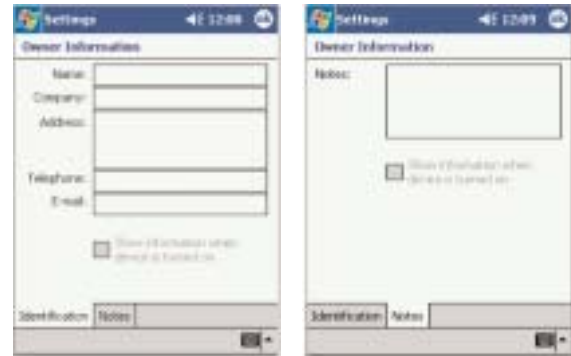 Settings 12:08 ok
Owner Information
Name:
Company:
Address:
Telephone:
E-mail:
Show information when
device is turned on
Identification Notes
Settings 12:09 ok
Owner Information
Notes:
Show information when
device is turned on
Identification Notes